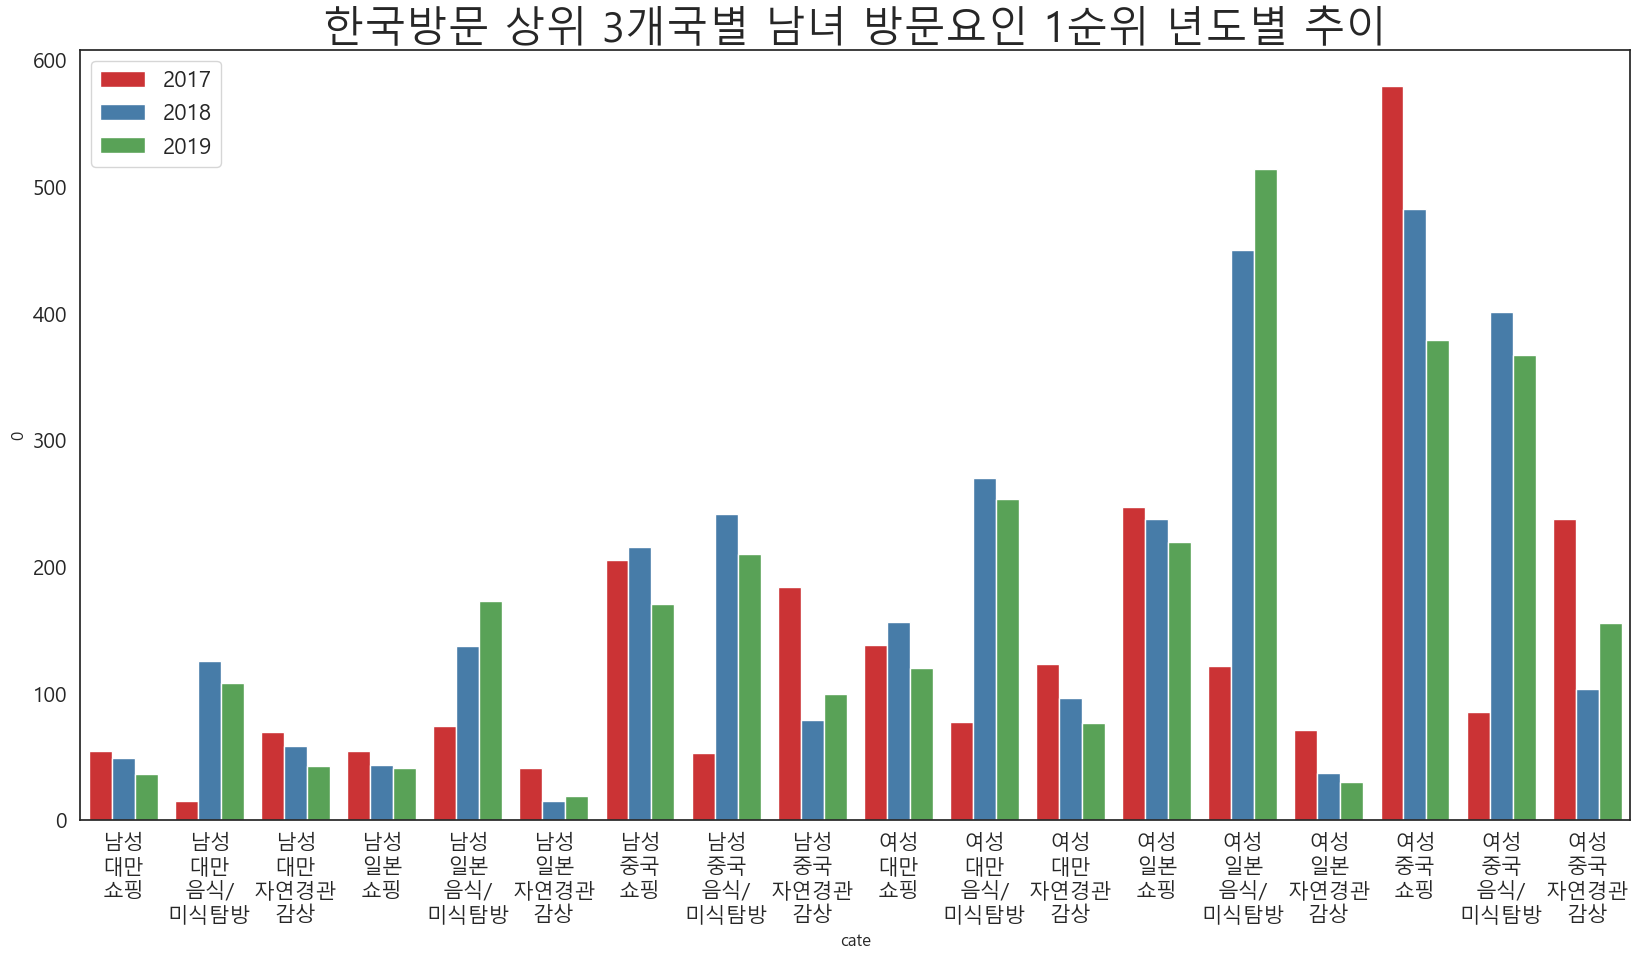 한국방문 상위 3개국별 남녀 방문요인 1순위 년도별 추이
2017
2018
2019
600
500
400
300
200
100
0
0
남성
대만
쇼핑
남성
대만
음식/
미식탐방
남성
대만
자연경관
감상
남성
일본
쇼핑
남성
일본
음식/
미식탐방
남성
일본
자연경관
감상
남성
중국
쇼핑
남성
중국
음식/
미식탐방
남성
중국
자연경관
감상
여성
대만
쇼핑
여성
대만
음식/
미식탐방
여성
대만
자연경관
감상
여성
일본
쇼핑
여성
일본
음식/
미식탐방
여성
일본
자연경관
감상
여성
중국
쇼핑
여성
중국
음식/
미식탐방
여성
중국
자연경관
감상
cate